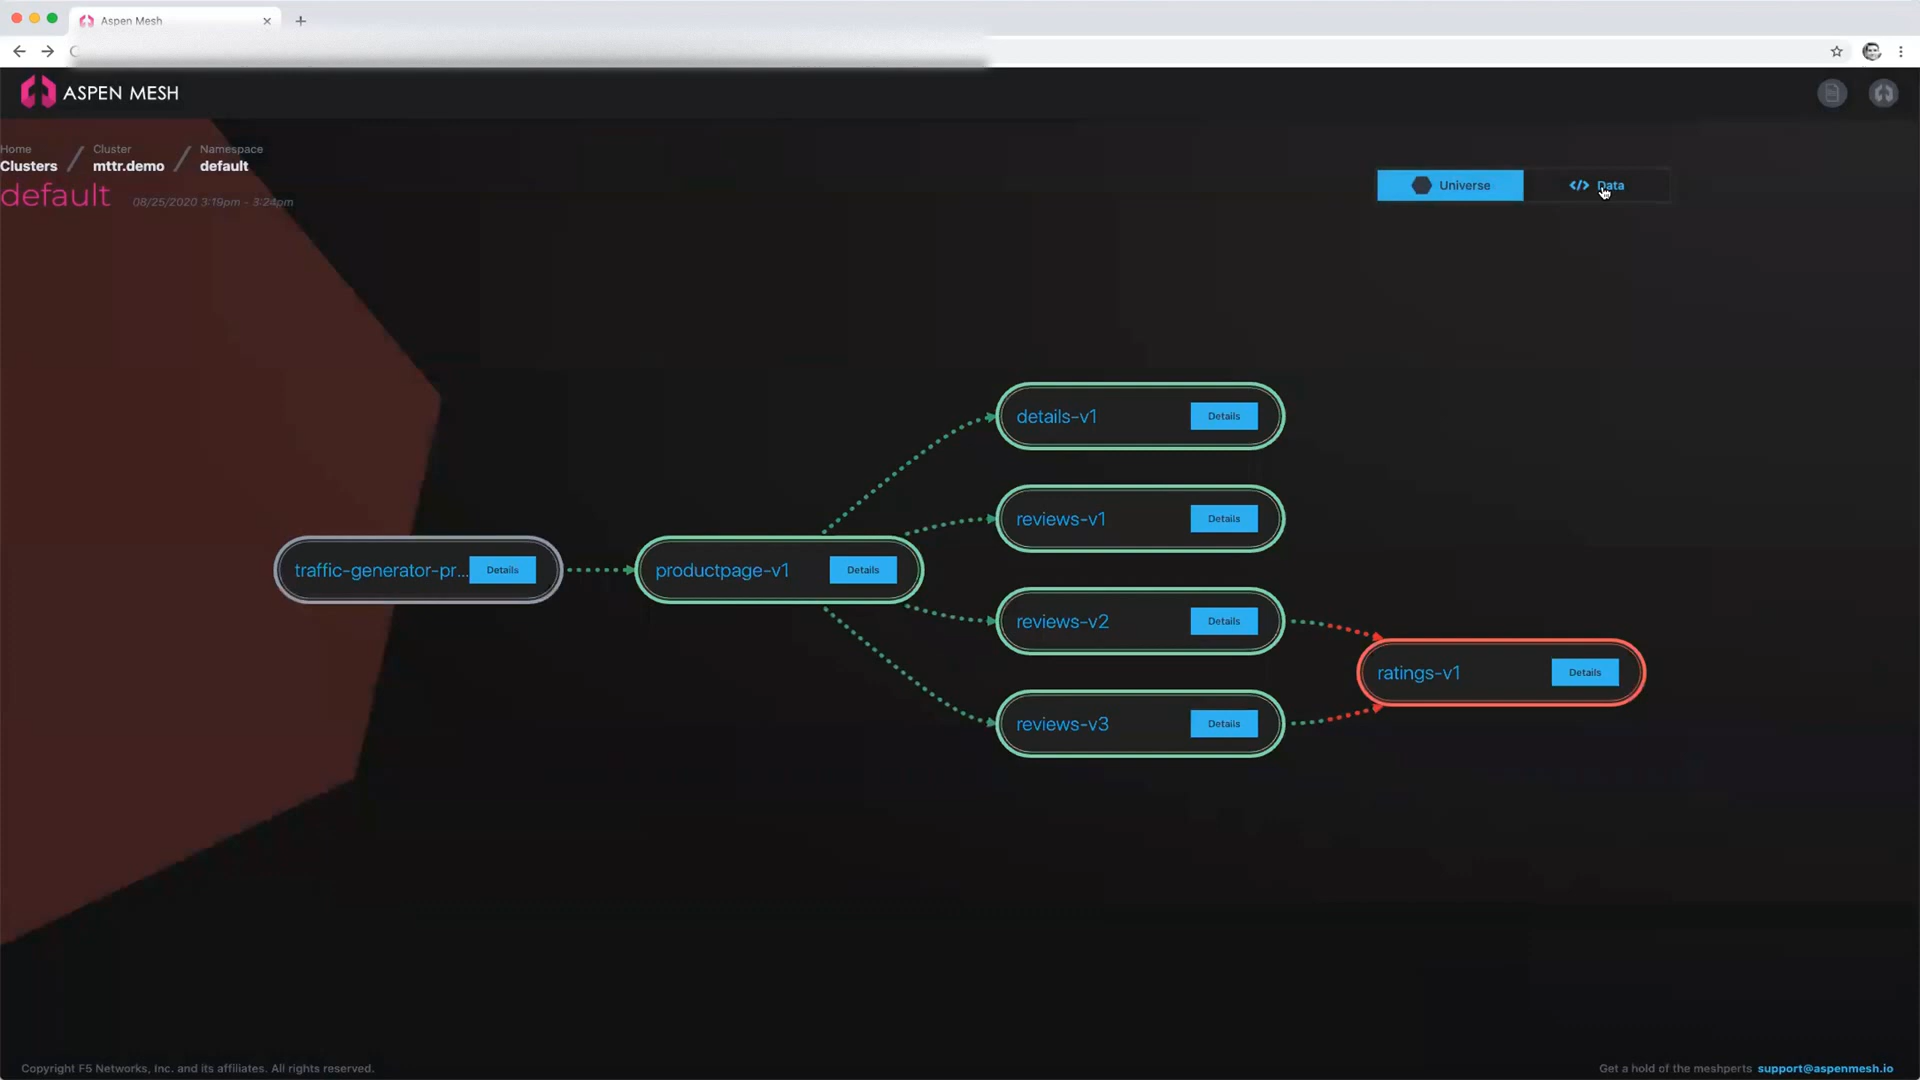 Aspen Mesh
ASPEN MESH
Home
Clusters
Cluster
mttr.demo
Namespace
default
default
08/25/2020 3:19pm - 3:24pm
Universe
</> Data
details-v1
Details
reviews-v1
Details
traffic-generator-pr...
Details
productpage-v1
Details
reviews-v2
Details
ratings-v1
Details
reviews-v3
Details
Copyright F5 Networks, Inc. and its affiliates. All rights reserved.
Get a hold of the meshperts support@aspenmesh.io